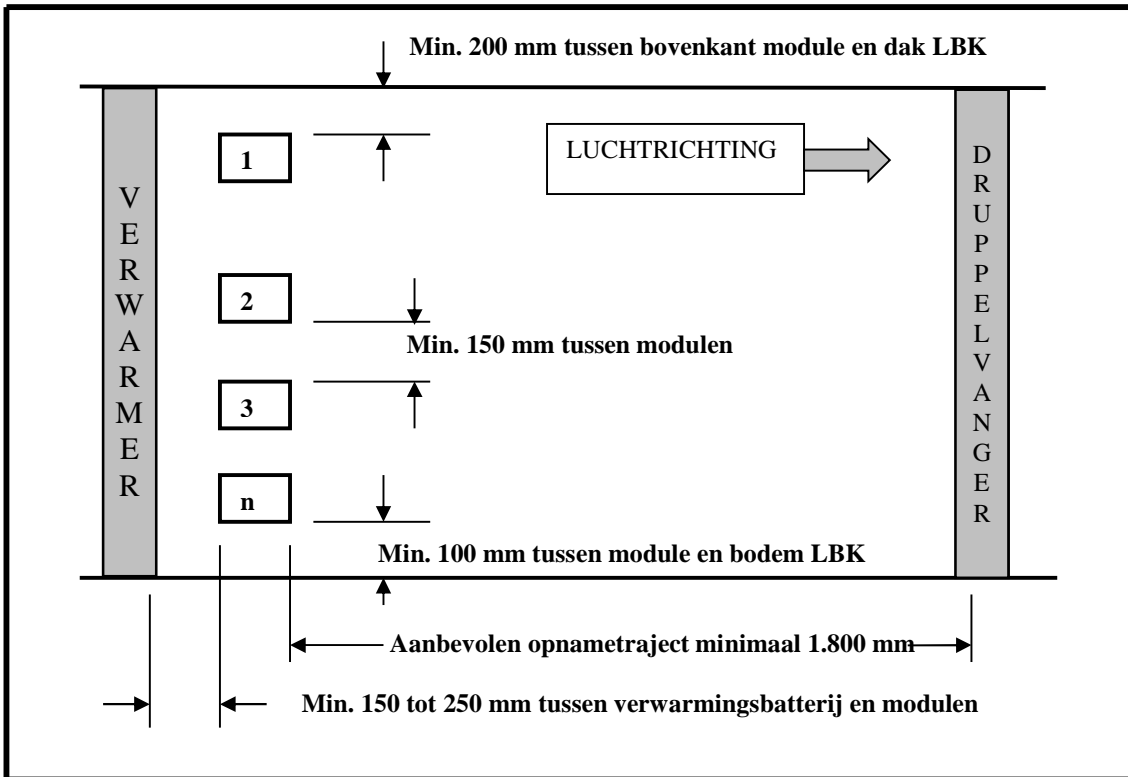 Min. 200 mm tussen bovenkant module en dak LBK
1
LUCHTRICHTING
VERWARMER
DRUPPELVANGER
2
Min. 150 mm tussen modulen
3
n
Min. 100 mm tussen module en bodem LBK
Aanbevolen opnametraject minimaal 1.800 mm
Min. 150 tot 250 mm tussen verwarmingsbatterij en modulen